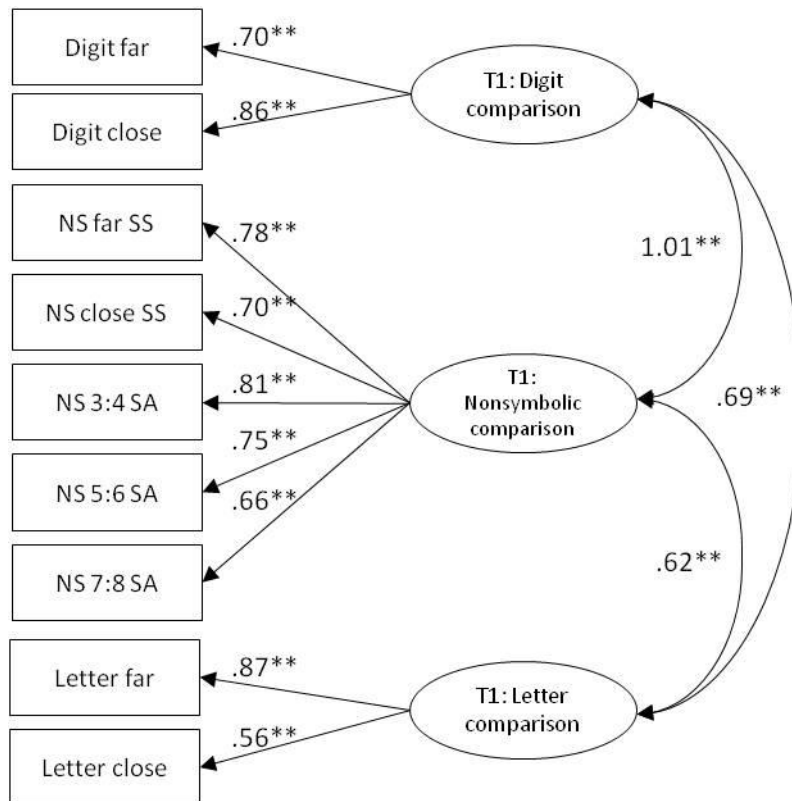 Digit far
.70**
T1: Digit
comparison
Digit close
.86**
NS far SS
.78**
1.01**
NS close SS
.70**
NS 3:4 SA
.81**
T1:
Nonsymbolic
comparison
.69**
NS 5:6 SA
.75**
NS 7:8 SA
.66**
.62**
Letter far
.87**
T1: Letter
comparison
Letter close
.56**